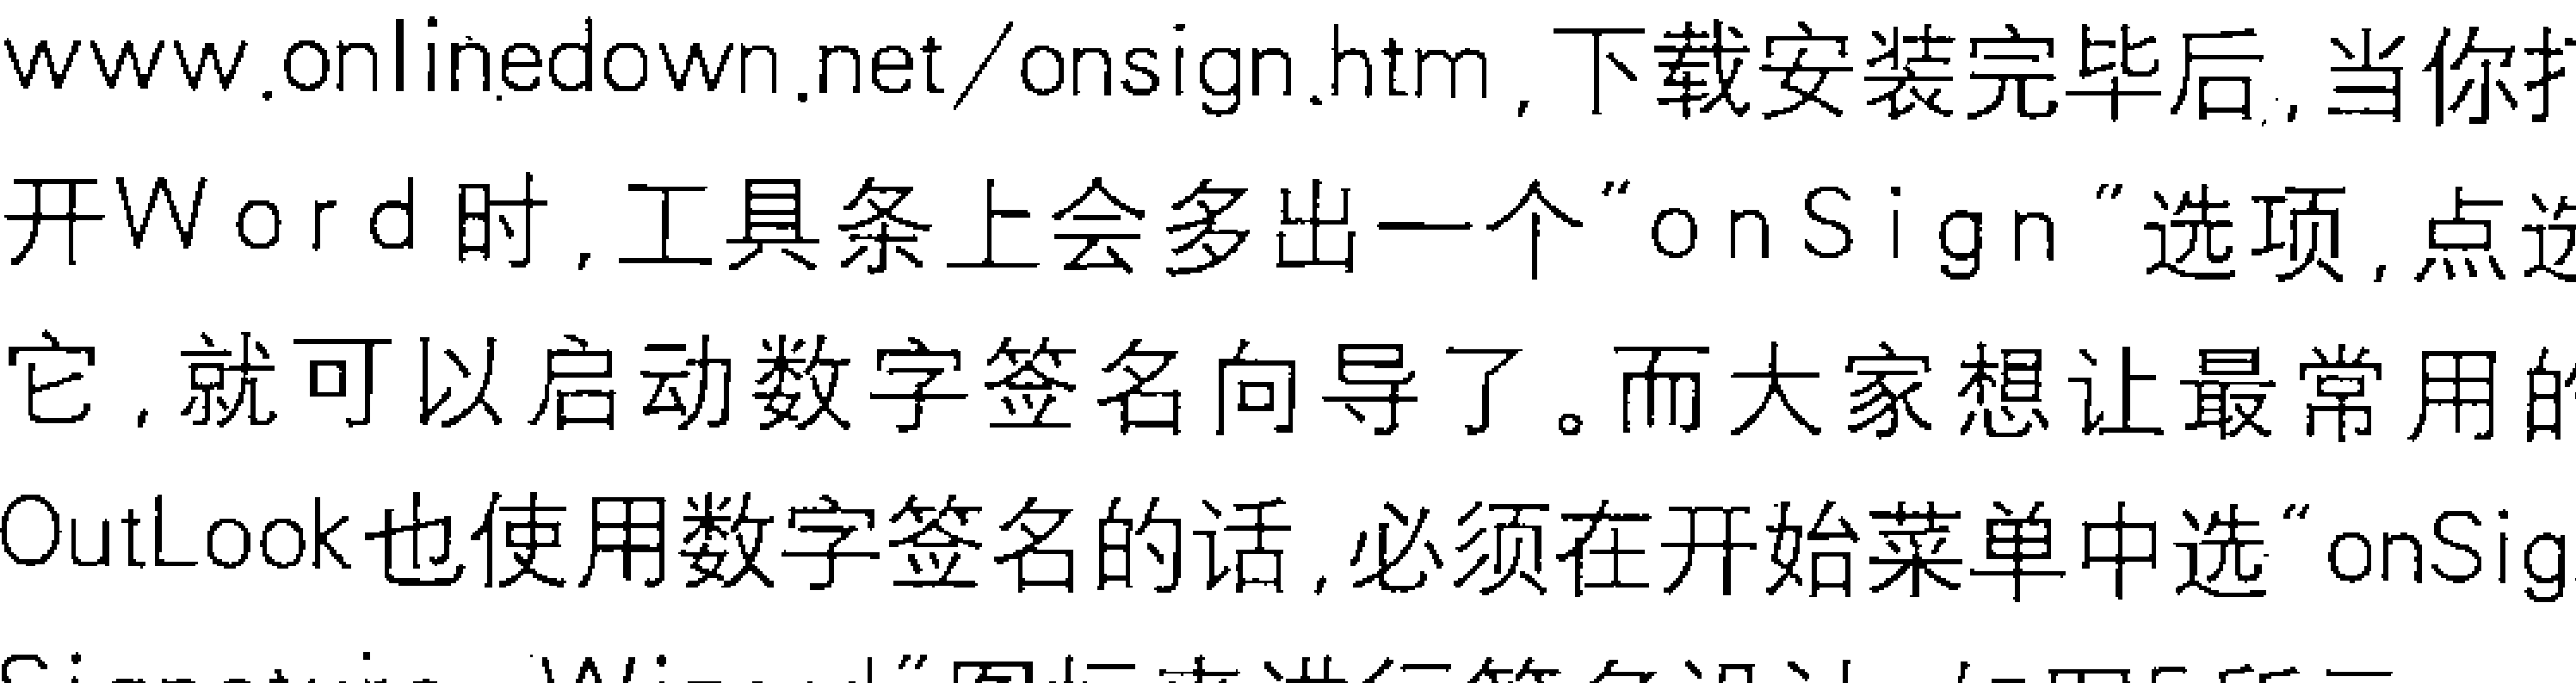 www.onlinedown.net/onsign.htm,下载安装完毕后,当你打
开Word时,工具条上会多出一个"onSign"选项,点选
它,就可以启动数字签名向导了。而大家想让最常用的
OutLook也使用数字签名的话,必须在开始菜单中选"onSig